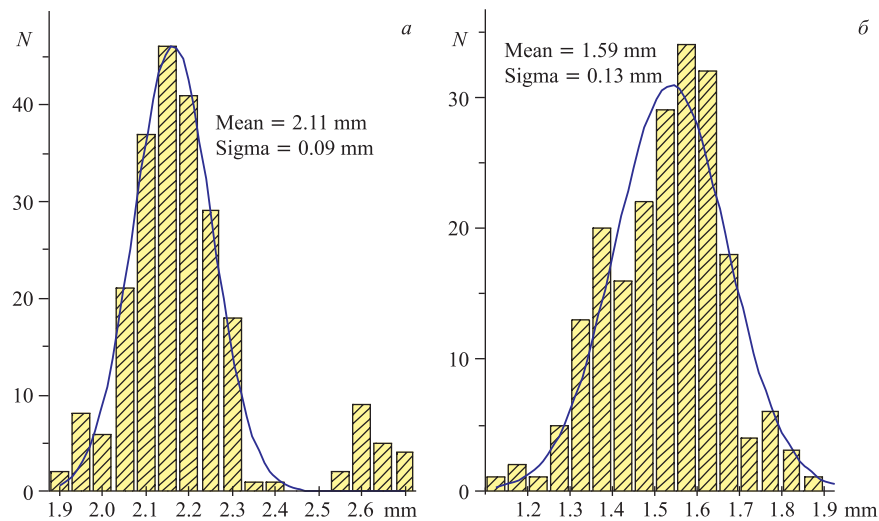 N
а
40
30
20
10
0
Mean = 2.11 mm
Sigma = 0.09 mm
1.9 2.0 2.1 2.2 2.3 2.4 2.5 2.6 mm
N
б
30
20
10
0
Mean = 1.59 mm
Sigma = 0.13 mm
1.2 1.3 1.4 1.5 1.6 1.7 1.8 1.9 mm